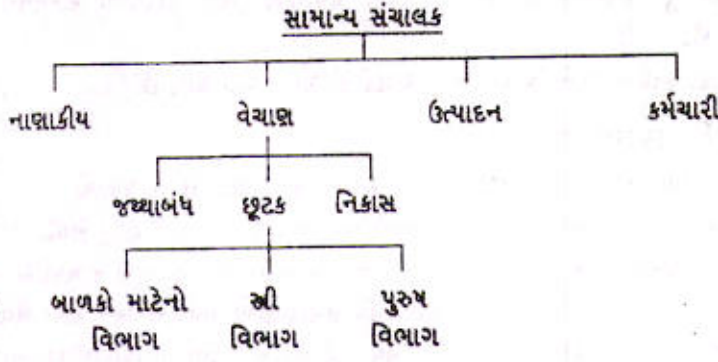 સામાન્ય સંચાલક
નાણાકીય વેચાણ ઉત્પાદન કર્મચારી
જથ્થાબંધ છૂટક નિકાસ
બાળકો માટેનો સ્ત્રી પુરુષ
વિભાગ વિભાગ વિભાગ